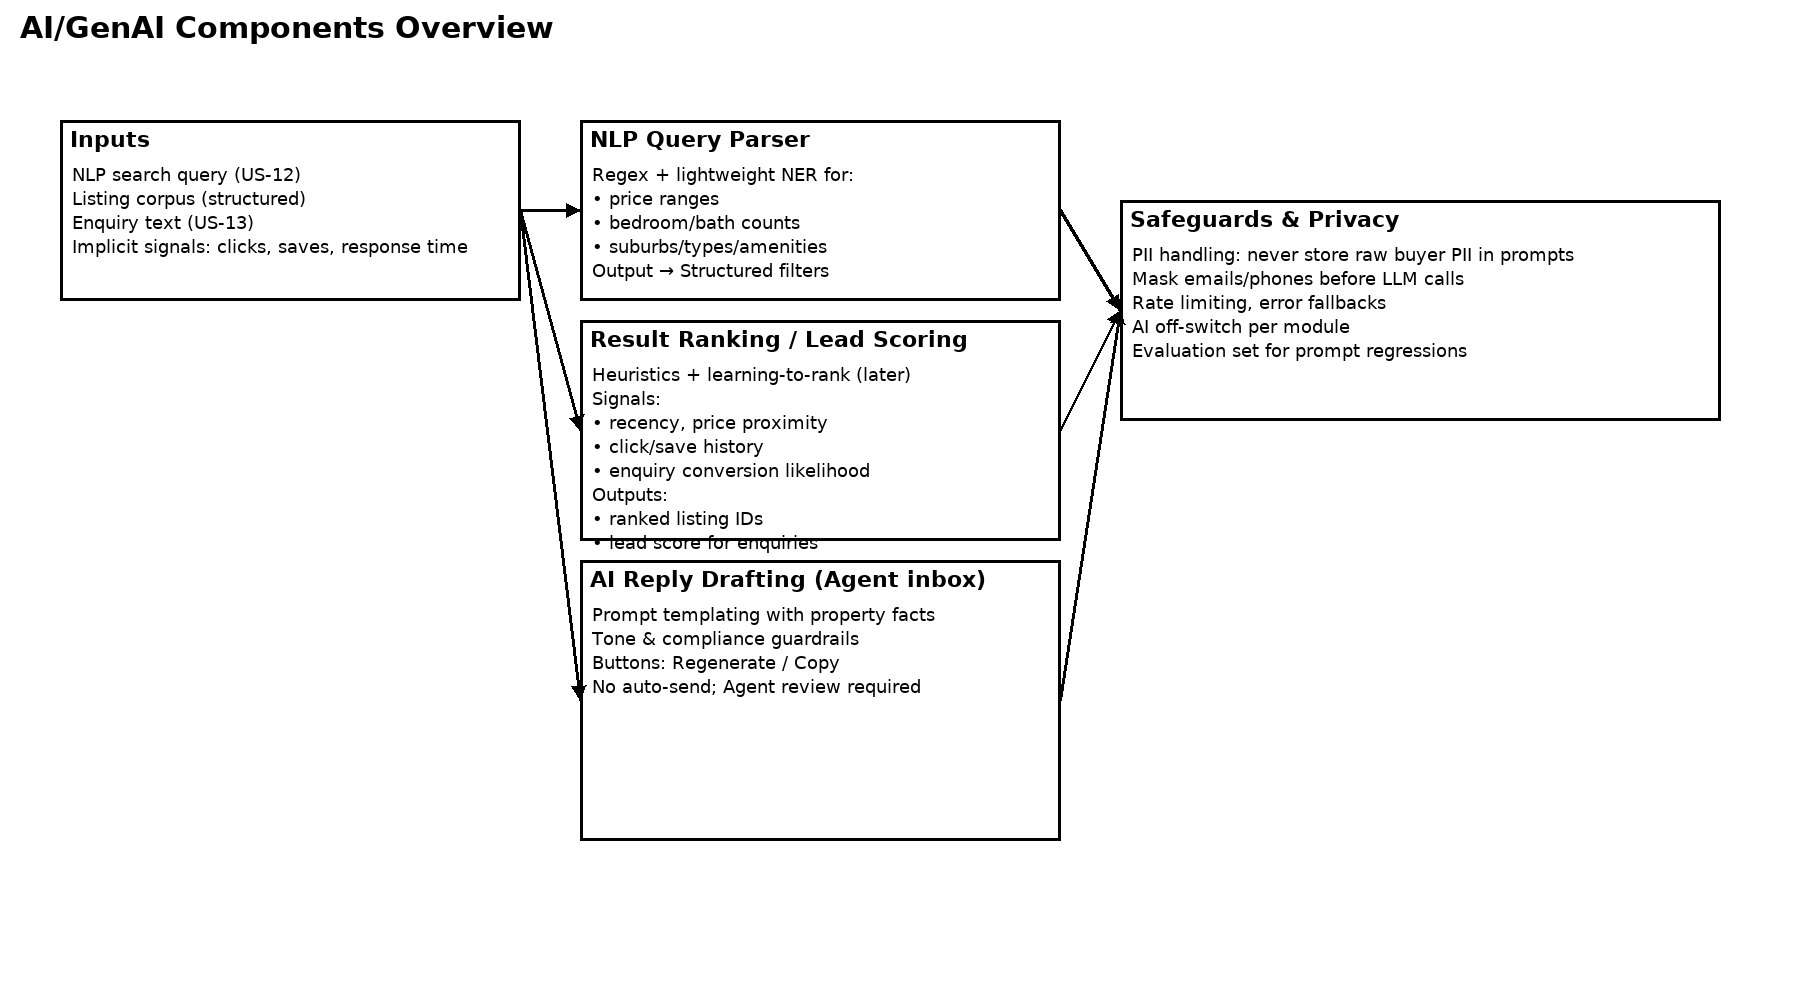 AI/GenAI Components Overview
Inputs
NLP search query (US-12)
Listing corpus (structured)
Enquiry text (US-13)
Implicit signals: clicks, saves, response time
NLP Query Parser
Regex + lightweight NER for:
• price ranges
• bedroom/bath counts
• suburbs/types/amenities
Output → Structured filters
Result Ranking / Lead Scoring
Heuristics + learning-to-rank (later)
Signals:
• recency, price proximity
• click/save history
• enquiry conversion likelihood
Outputs:
• ranked listing IDs
• lead score for enquiries
AI Reply Drafting (Agent inbox)
Prompt templating with property facts
Tone & compliance guardrails
Buttons: Regenerate / Copy
No auto-send; Agent review required
Safeguards & Privacy
PII handling: never store raw buyer PII in prompts
Mask emails/phones before LLM calls
Rate limiting, error fallbacks
AI off-switch per module
Evaluation set for prompt regressions